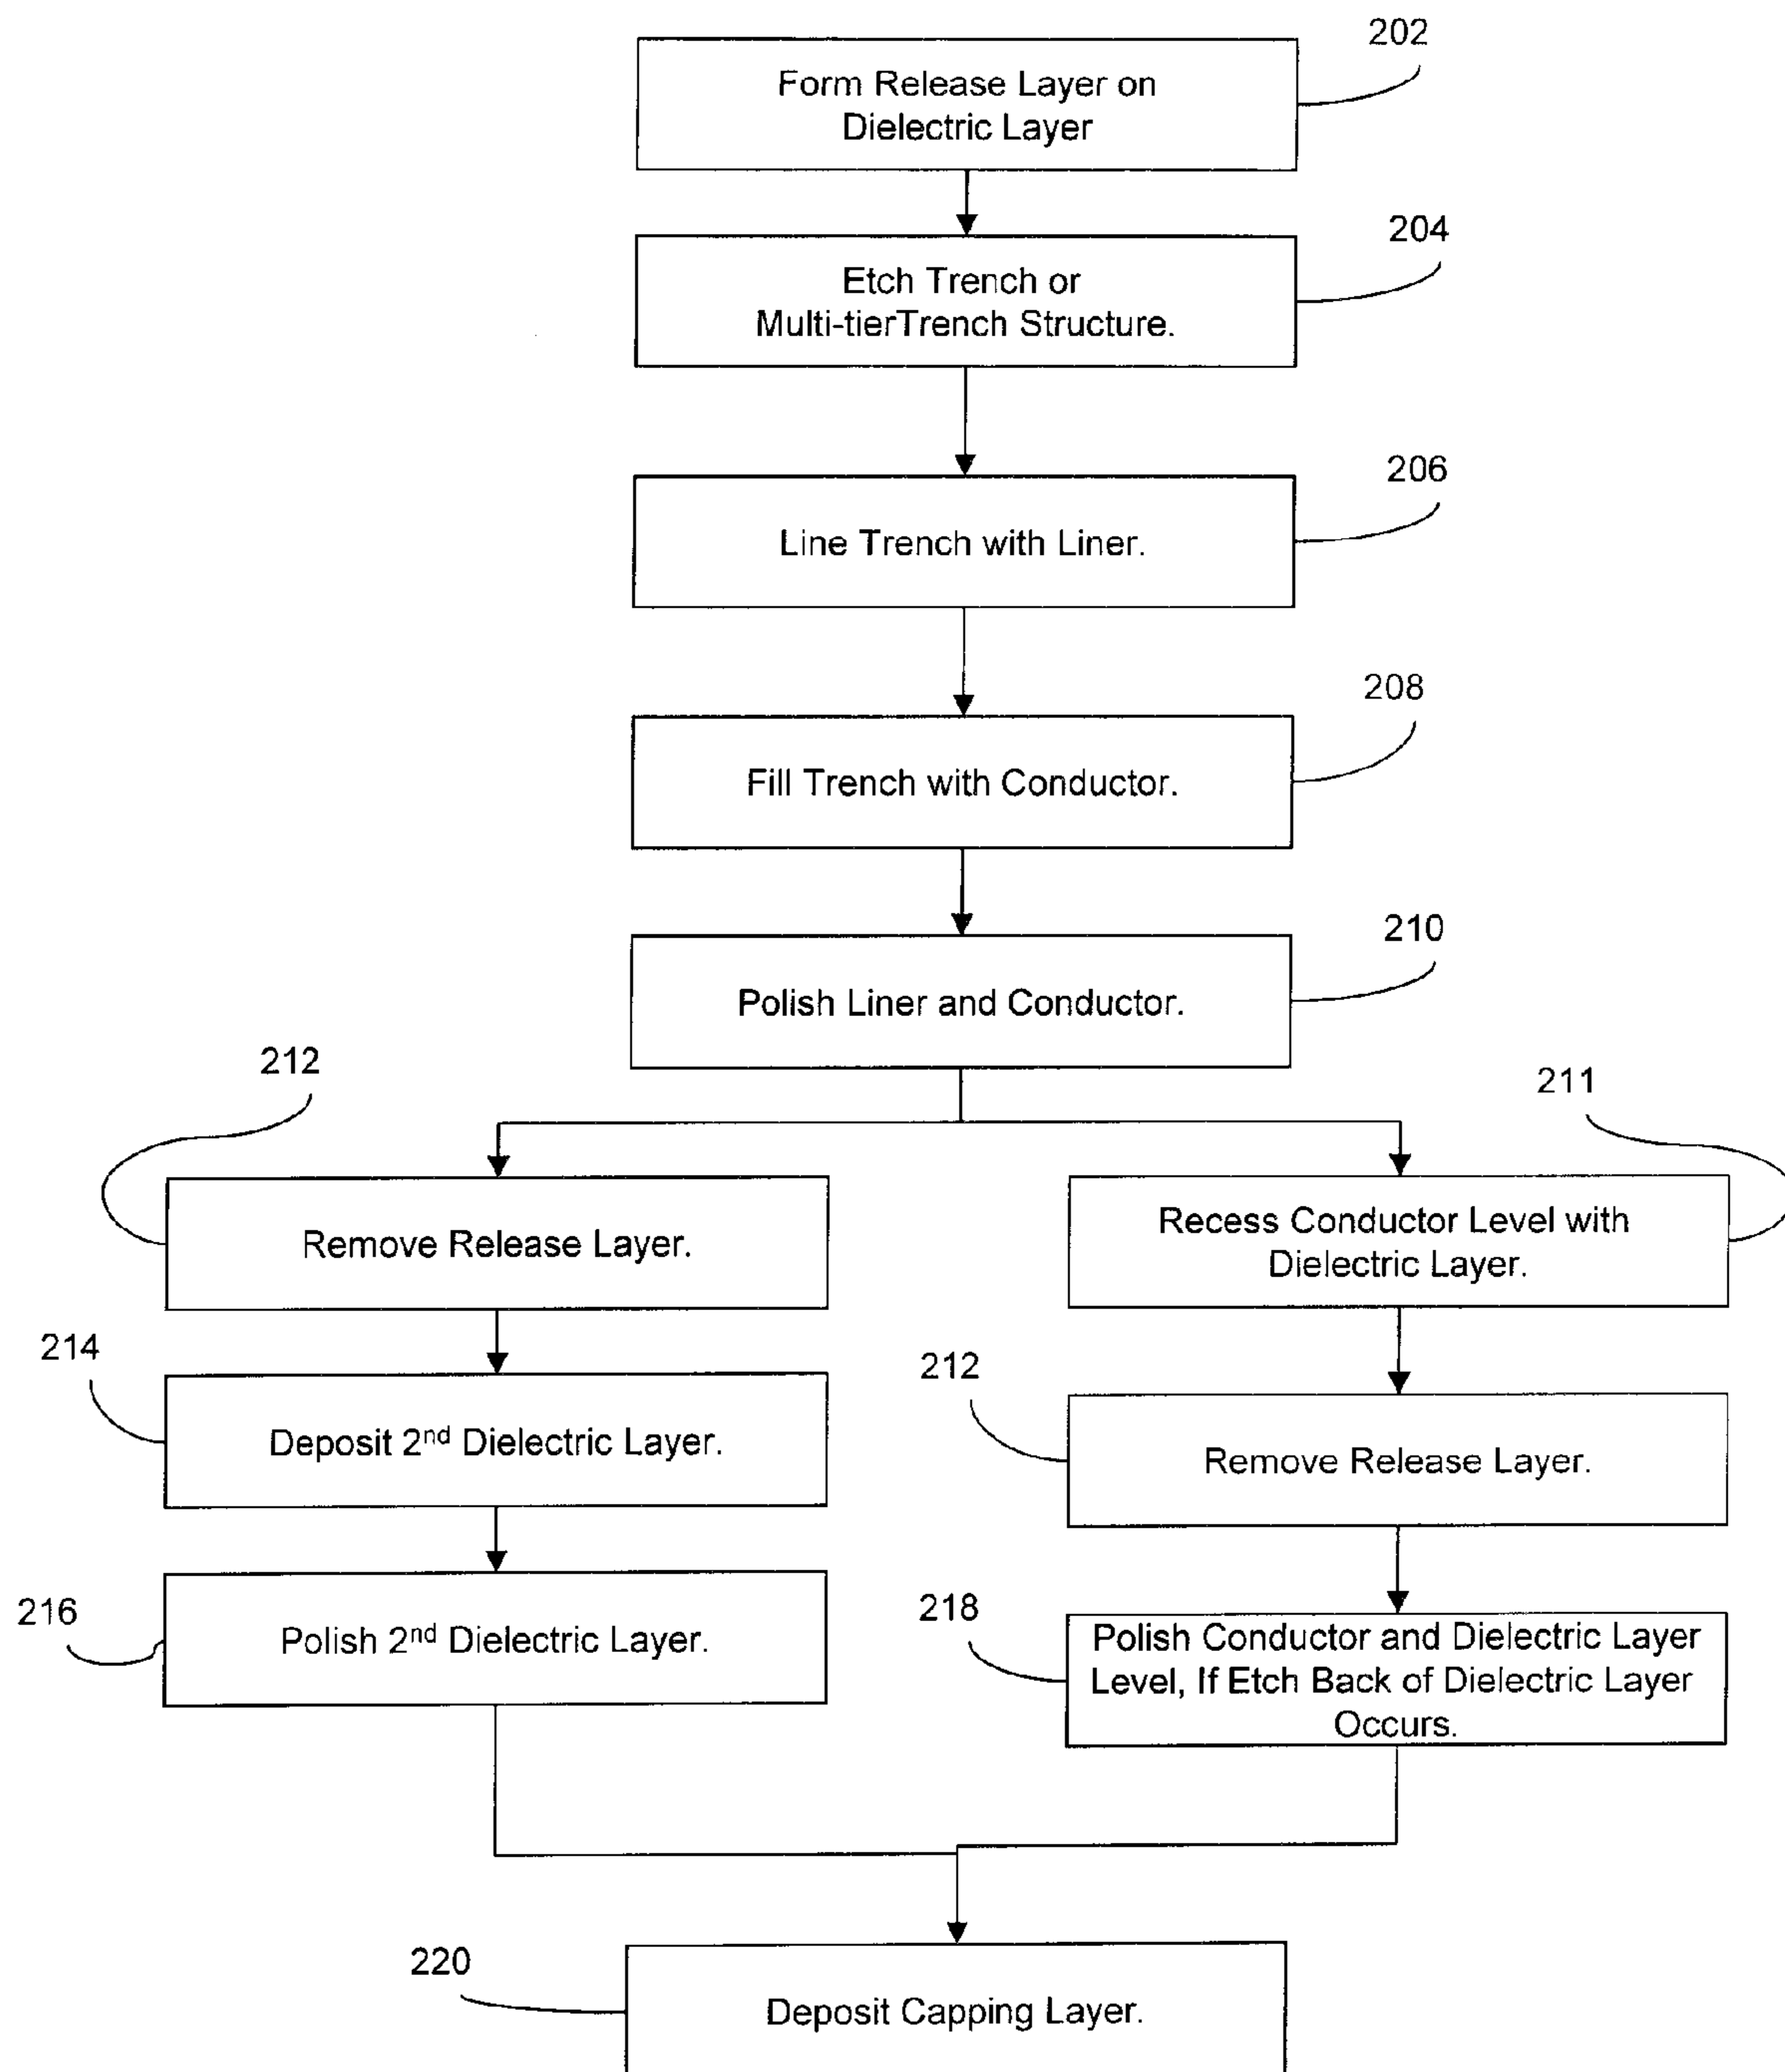 202
Form Release Layer on
Dielectric Layer
204
Etch Trench or
Multi-tierTrench Structure.
206
Line Trench with Liner.
208
Fill Trench with Conductor.
210
Polish Liner and Conductor.
212
211
Remove Release Layer.
Recess Conductor Level with
Dielectric Layer.
214
Deposit 2nd Dielectric Layer.
212
Remove Release Layer.
216
Polish 2nd Dielectric Layer.
218
Polish Conductor and Dielectric Layer
Level, If Etch Back of Dielectric Layer
Occurs.
220
Deposit Capping Layer.